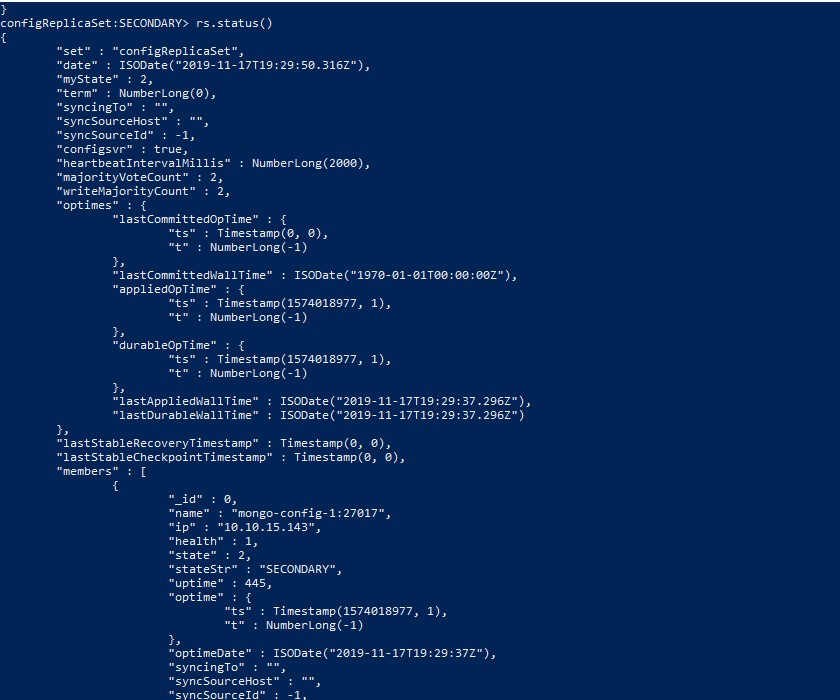 }
configReplicaSet:SECONDARY> rs.status()
{
"set" : "configReplicaSet",
"date" : ISODate("2019-11-17T19:29:50.316Z"),
"myState" : 2,
"term" : NumberLong(0),
"syncingTo" : "",
"syncSourceHost" : "",
"syncSourceId" : -1,
"configsvr" : true,
"heartbeatIntervalMillis" : NumberLong(2000),
"majorityVoteCount" : 2,
"writeMajorityCount" : 2,
"optimes" : {
"lastCommittedOpTime" : {
"ts" : Timestamp(0, 0),
"t" : NumberLong(-1)
},
"lastCommittedWallTime" : ISODate("1970-01-01T00:00:00Z"),
"appliedOpTime" : {
"ts" : Timestamp(1574018977, 1),
"t" : NumberLong(-1)
},
"durableOpTime" : {
"ts" : Timestamp(1574018977, 1),
"t" : NumberLong(-1)
},
"lastAppliedWallTime" : ISODate("2019-11-17T19:29:37.296Z"),
"lastDurableWallTime" : ISODate("2019-11-17T19:29:37.296Z")
},
"lastStableRecoveryTimestamp" : Timestamp(0, 0),
"lastStableCheckpointTimestamp" : Timestamp(0, 0),
"members" : [
{
"_id" : 0,
"name" : "mongo-config-1:27017",
"ip" : "10.10.15.143",
"health" : 1,
"state" : 2,
"stateStr" : "SECONDARY",
"uptime" : 445,
"optime" : {
"ts" : Timestamp(1574018977, 1),
"t" : NumberLong(-1)
},
"optimeDate" : ISODate("2019-11-17T19:29:37Z"),
"syncingTo" : "",
"syncSourceHost" : "",
"syncSourceId" : -1,